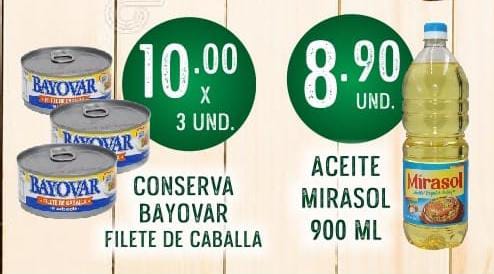 BAYOVAR
FILETE DE CABALLA
BAYOVAR
BAYOVAR
FILETE DE CABALLA
10.00
x
3 UND.
CONSERVA
BAYOVAR
FILETE DE CABALLA
8.90
UND.
ACEITE
MIRASOL
900 ML
Mirasol